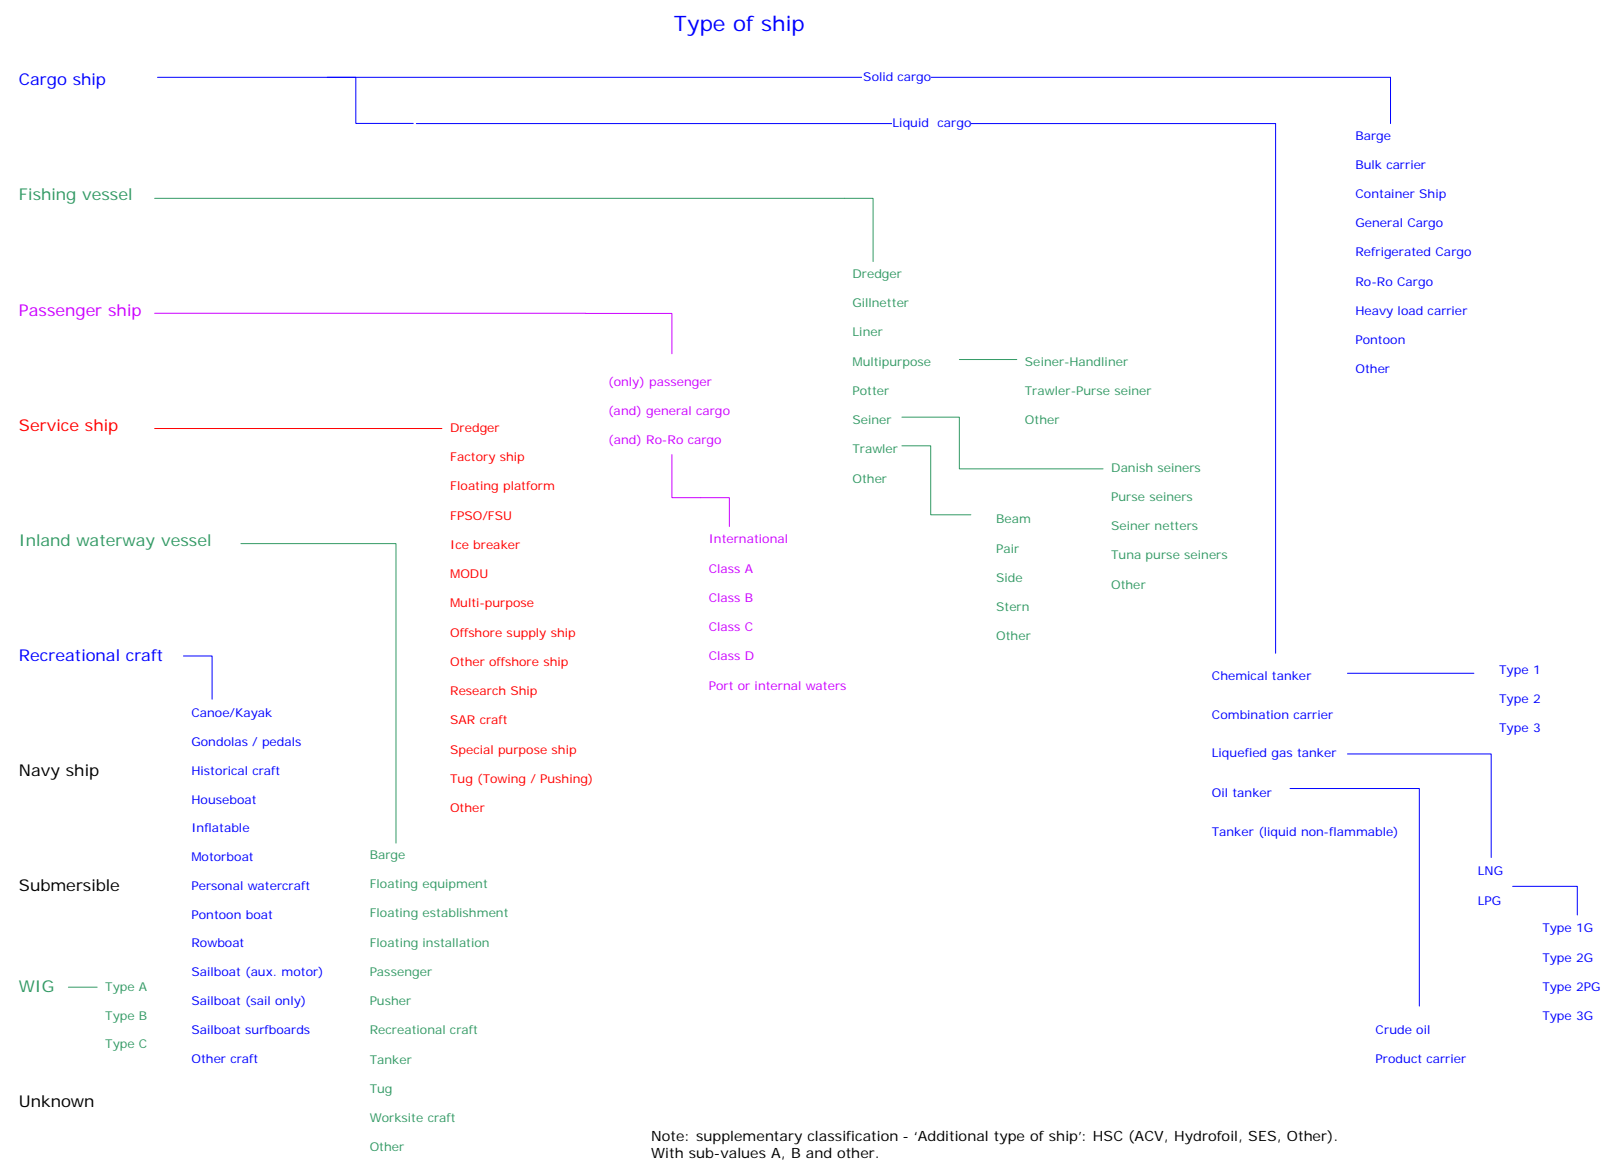 Type of ship
Cargo ship
Solid cargo
Liquid cargo
Barge
Bulk carrier
Container Ship
General Cargo
Refrigerated Cargo
Ro-Ro Cargo
Heavy load carrier
Pontoon
Other
Chemical tanker
Combination carrier
Liquefied gas tanker
Oil tanker
Tanker (liquid non-flammable)
Type 1
Type 2
Type 3
LNG
LPG
Type 1G
Type 2G
Type 2PG
Type 3G
Crude oil
Product carrier
Fishing vessel
Dredger
Gillnetter
Liner
Multipurpose
Potter
Seiner
Trawler
Other
Seiner-Handliner
Trawler-Purse seiner
Other
Danish seiners
Purse seiners
Seiner netters
Tuna purse seiners
Other
Beam
Pair
Side
Stern
Other
Passenger ship
(only) passenger
(and) general cargo
(and) Ro-Ro cargo
International
Class A
Class B
Class C
Class D
Port or internal waters
Service ship
Dredger
Factory ship
Floating platform
FPSO/FSU
Ice breaker
MODU
Multi-purpose
Offshore supply ship
Other offshore ship
Research Ship
SAR craft
Special purpose ship
Tug (Towing / Pushing)
Other
Inland waterway vessel
Barge
Floating equipment
Floating establishment
Floating installation
Passenger
Pusher
Recreational craft
Tanker
Tug
Worksite craft
Other
Recreational craft
Canoe/Kayak
Gondolas / pedals
Historical craft
Houseboat
Inflatable
Motorboat
Personal watercraft
Pontoon boat
Rowboat
Sailboat (aux. motor)
Sailboat (sail only)
Sailboat surfboards
Other craft
Navy ship
Submersible
WIG
Type A
Type B
Type C
Unknown
Note: supplementary classification - ‘Additional type of ship’: HSC (ACV, Hydrofoil, SES, Other).
With sub-values A, B and other.